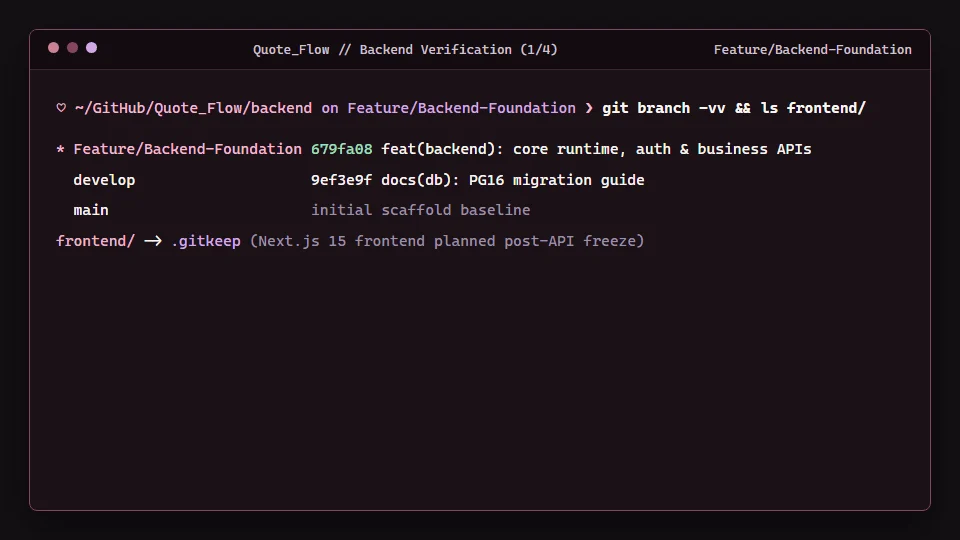 Quote_Flow // Backend Verification (1/4)
Feature/Backend-Foundation
♡ ~/GitHub/Quote_Flow/backend on Feature/Backend-Foundation ❯ git branch -vv && ls frontend/
* Feature/Backend-Foundation 679fa08 feat(backend): core runtime, auth & business APIs
develop 9ef3e9f docs(db): PG16 migration guide
main initial scaffold baseline
frontend/ → .gitkeep (Next.js 15 frontend planned post-API freeze)